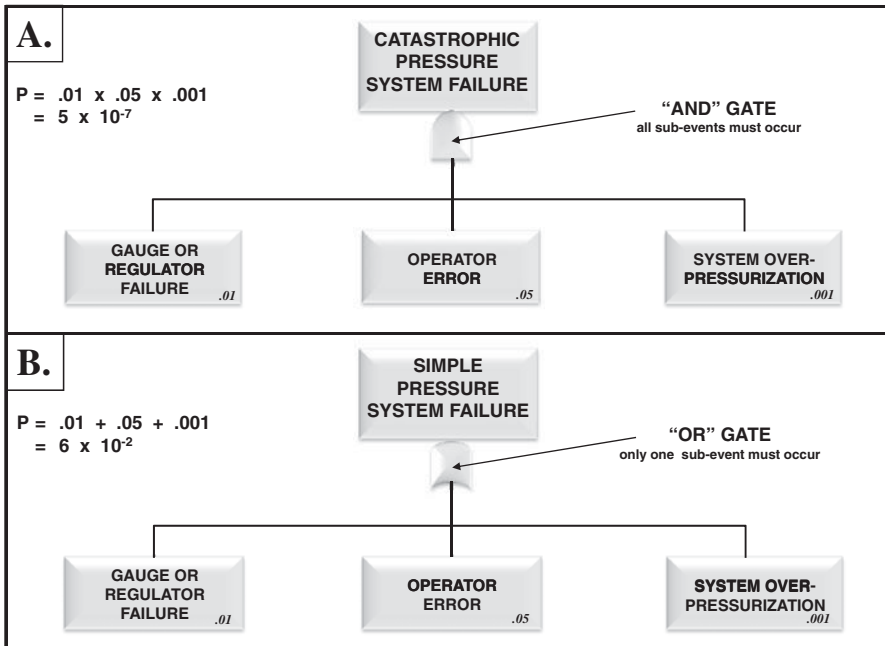 A.
P = .01 x .05 x .001
= 5 x 10⁻⁷
CATASTROPHIC
PRESSURE
SYSTEM FAILURE
“AND” GATE
all sub-events must occur
GAUGE OR
REGULATOR
FAILURE
.01
OPERATOR
ERROR
.05
SYSTEM OVER-
PRESSURIZATION
.001
B.
P = .01 + .05 + .001
= 6 x 10⁻²
SIMPLE
PRESSURE
SYSTEM FAILURE
“OR” GATE
only one sub-event must occur
GAUGE OR
REGULATOR
FAILURE
.01
OPERATOR
ERROR
.05
SYSTEM OVER-
PRESSURIZATION
.001